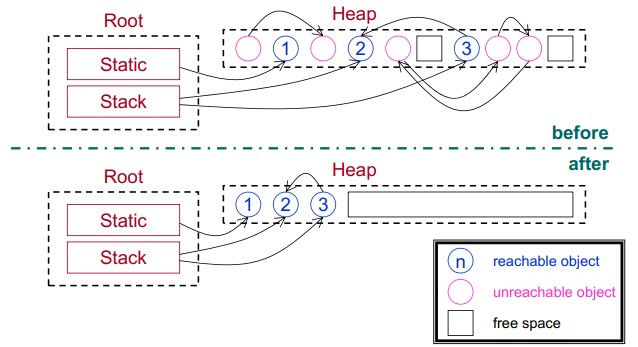 Root
Heap
Static
Stack
1
2
3
before
after
Root
Heap
Static
Stack
1
2
3
n
reachable object
unreachable object
free space